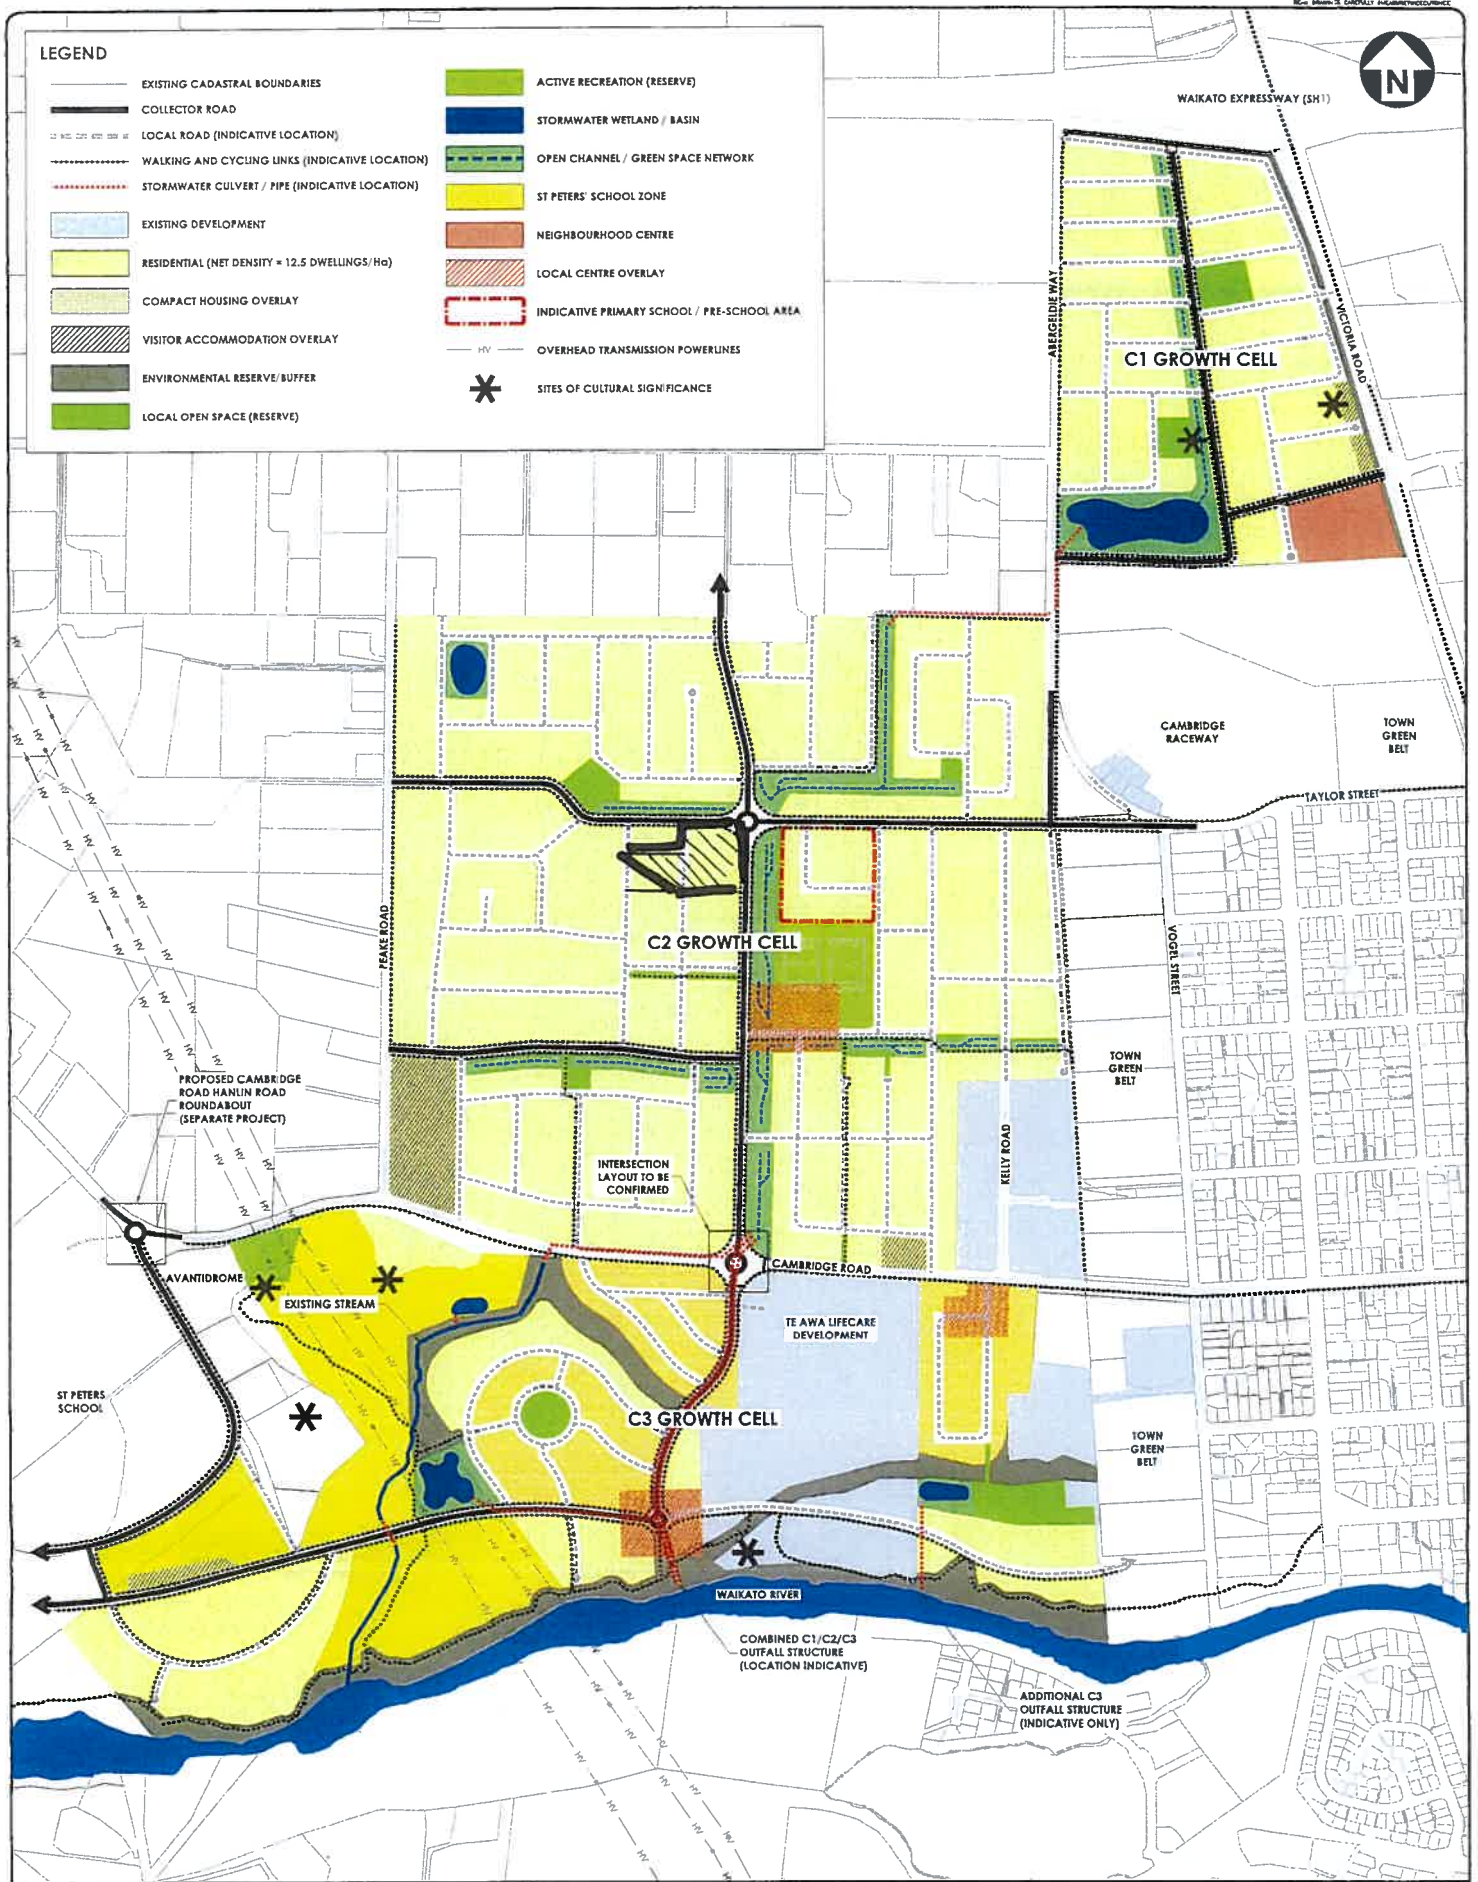 LEGEND
EXISTING CADASTRAL BOUNDARIES
COLLECTOR ROAD
LOCAL ROAD (INDICATIVE LOCATION)
WALKING AND CYCLING LINKS (INDICATIVE LOCATION)
STORMWATER CULVERT / PIPE (INDICATIVE LOCATION)
EXISTING DEVELOPMENT
RESIDENTIAL (NET DENSITY = 12.5 DWELLINGS/Ha)
COMPACT HOUSING OVERLAY
VISITOR ACCOMMODATION OVERLAY
ENVIRONMENTAL RESERVE/BUFFER
LOCAL OPEN SPACE (RESERVE)
ACTIVE RECREATION (RESERVE)
STORMWATER WETLAND / BASIN
OPEN CHANNEL / GREEN SPACE NETWORK
ST PETERS' SCHOOL ZONE
NEIGHBOURHOOD CENTRE
LOCAL CENTRE OVERLAY
INDICATIVE PRIMARY SCHOOL / PRE-SCHOOL AREA
HV
OVERHEAD TRANSMISSION POWERLINES
SITES OF CULTURAL SIGNIFICANCE
N
WAIKATO EXPRESSWAY (SH1)
ABERGELDIE WAY
VICTORIA ROAD
C1 GROWTH CELL
CAMBRIDGE
RACEWAY
TOWN
GREEN
BELT
TAYLOR STREET
PEAKE ROAD
C2 GROWTH CELL
VOGEL STREET
TOWN
GREEN
BELT
PROPOSED CAMBRIDGE
ROAD HANLIN ROAD
ROUNDABOUT
(SEPARATE PROJECT)
INTERSECTION
LAYOUT TO BE
CONFIRMED
KELLY ROAD
CAMBRIDGE ROAD
AVANTIDROME
EXISTING STREAM
TE AWA LIFECARE
DEVELOPMENT
ST PETERS
SCHOOL
C3 GROWTH CELL
TOWN
GREEN
BELT
WAIKATO RIVER
COMBINED C1/C2/C3
OUTFALL STRUCTURE
(LOCATION INDICATIVE)
ADDITIONAL C3
OUTFALL STRUCTURE
(INDICATIVE ONLY)